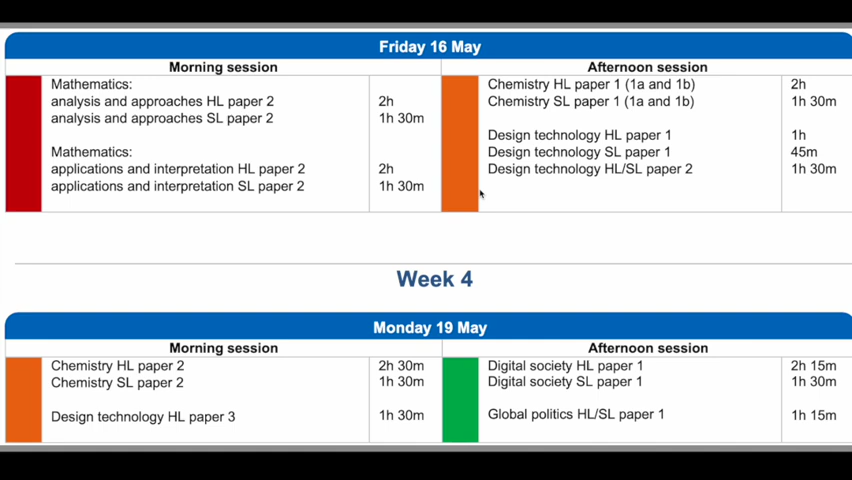 Friday 16 May
Morning session
Afternoon session
Mathematics:
analysis and approaches HL paper 2 2h
analysis and approaches SL paper 2 1h 30m
Mathematics:
applications and interpretation HL paper 2 2h
applications and interpretation SL paper 2 1h 30m
Chemistry HL paper 1 (1a and 1b) 2h
Chemistry SL paper 1 (1a and 1b) 1h 30m
Design technology HL paper 1 1h
Design technology SL paper 1 45m
Design technology HL/SL paper 2 1h 30m
Week 4
Monday 19 May
Morning session
Afternoon session
Chemistry HL paper 2 2h 30m
Chemistry SL paper 2 1h 30m
Design technology HL paper 3 1h 30m
Digital society HL paper 1 2h 15m
Digital society SL paper 1 1h 30m
Global politics HL/SL paper 1 1h 15m